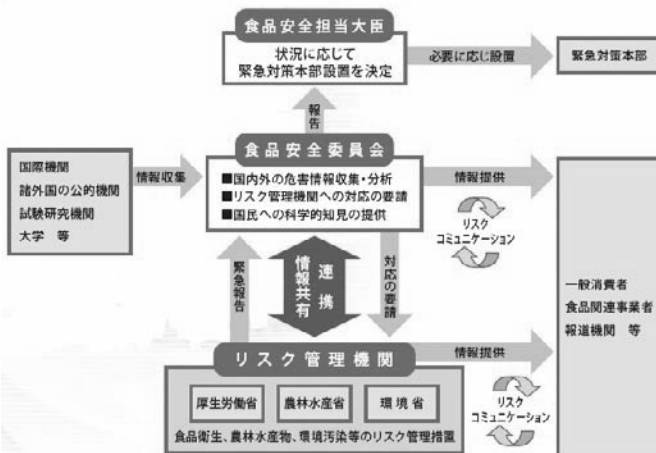 食品安全担当大臣
状況に応じて
緊急対策本部設置を決定
必要に応じ設置
緊急対策本部
報告
食品安全委員会
■国内外の危害情報収集・分析
■リスク管理機関への対応の要請
■国民への科学的知見の提供
国際機関
諸外国の公的機関
試験研究機関
大学 等
情報収集
情報提供
リスク
コミュニケーション
緊急報告
連携
情報共有
対応の要請
一般消費者
食品関連事業者
報道機関 等
リスク管理機関
情報提供
厚生労働省
農林水産省
環境省
食品衛生、農林水産物、環境汚染等のリスク管理措置
リスク
コミュニケーション